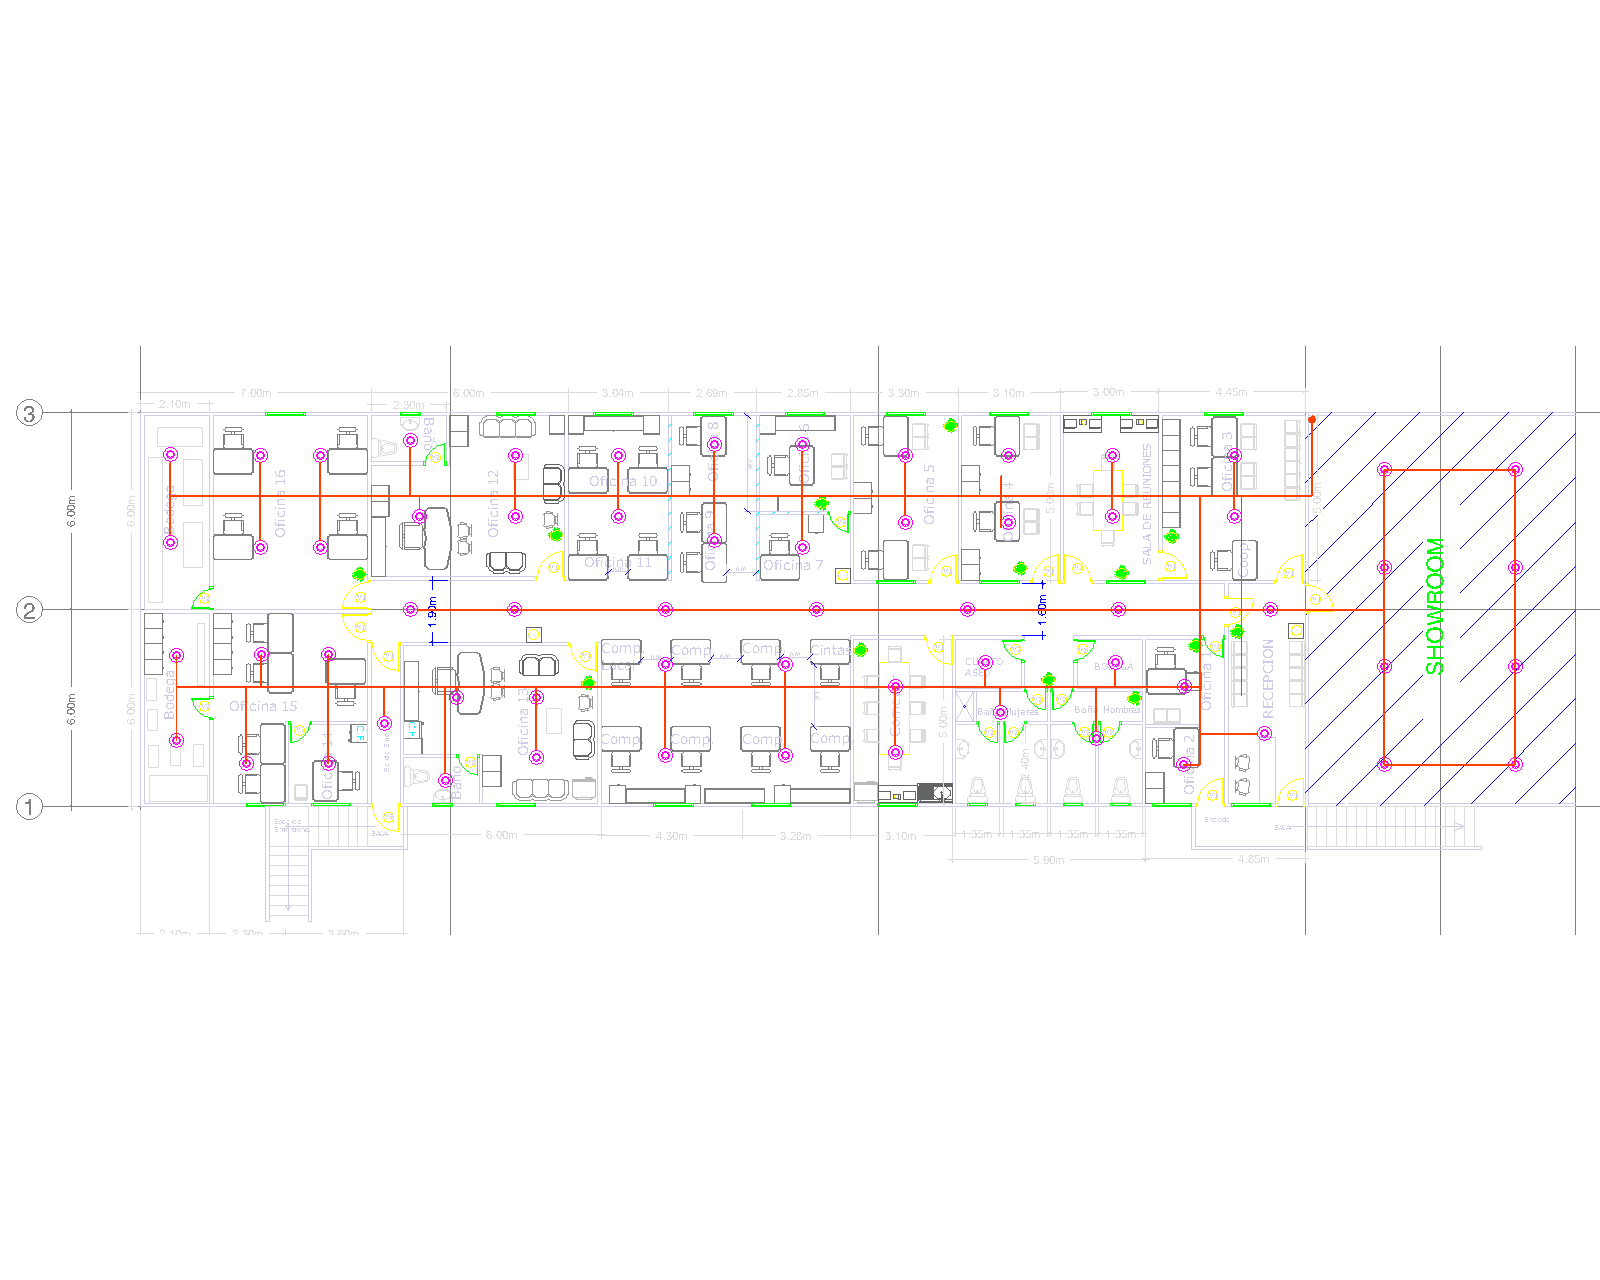 7.00m
6.00m
3.04m
2.69m
2.85m
3.30m
3.10m
3.00m
4.45m
2.10m
2.30m
3
2
1
6.00m
6.00m
6.00m
6.00m
Bodega
Oficina 16
Baño
Oficina 12
Oficina 10
Oficina 11
Oficina 8
Oficina 9
Oficina 6
Oficina 7
Oficina 5
Oficina 4
5.00m
SALA DE REUNIONES
Oficina 3
Coop
5.00m
1.90m
1.60m
SHOWROOM
Bodega
Oficina 15
Oficina 14
Oficina 13
Baño
Comp.
Comp.
Comp.
Cintas
Local
Comp.
Comp.
Comp.
Comp.
5.00m
CUARTO
ASEO
BODEGA
Baño Mujeres
Baño Hombres
2.40m
Oficina
Oficina 2
RECEPCION
BAJA
Entrada
BAJA
6.00m
4.30m
3.28m
3.10m
1.35m
1.35m
1.35m
1.35m
5.90m
4.85m
2.10m
2.30m
3.60m